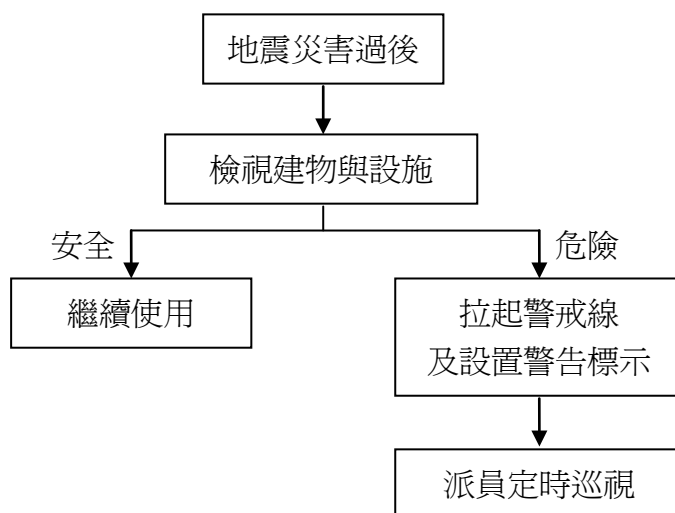 地震災害過後
檢視建物與設施
安全
危險
繼續使用
拉起警戒線
及設置警告標示
派員定時巡視